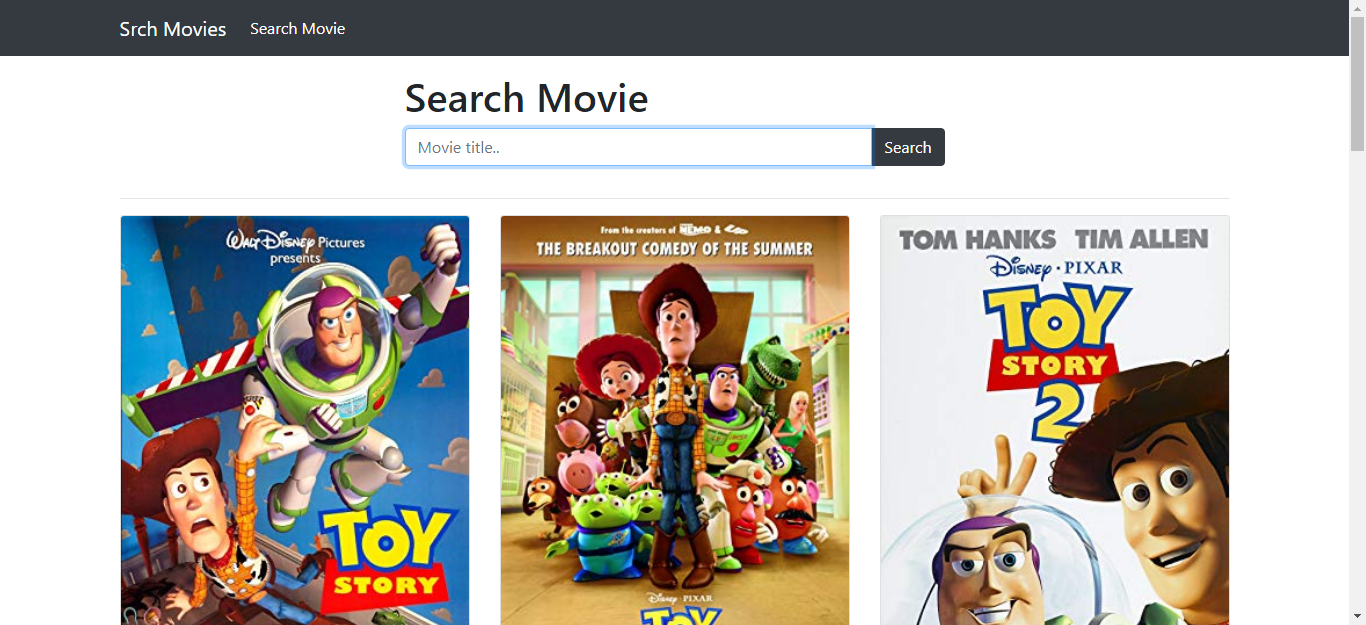 Srch Movies Search Movie
Search Movie
Movie title..
Search
WALT DISNEY Pictures
presents
TOY
STORY
From the creators of NEMO &
THE BREAKOUT COMEDY OF THE SUMMER
DISNEY · PIXAR
TOY
TOM HANKS TIM ALLEN
DISNEY · PIXAR
TOY
STORY
2